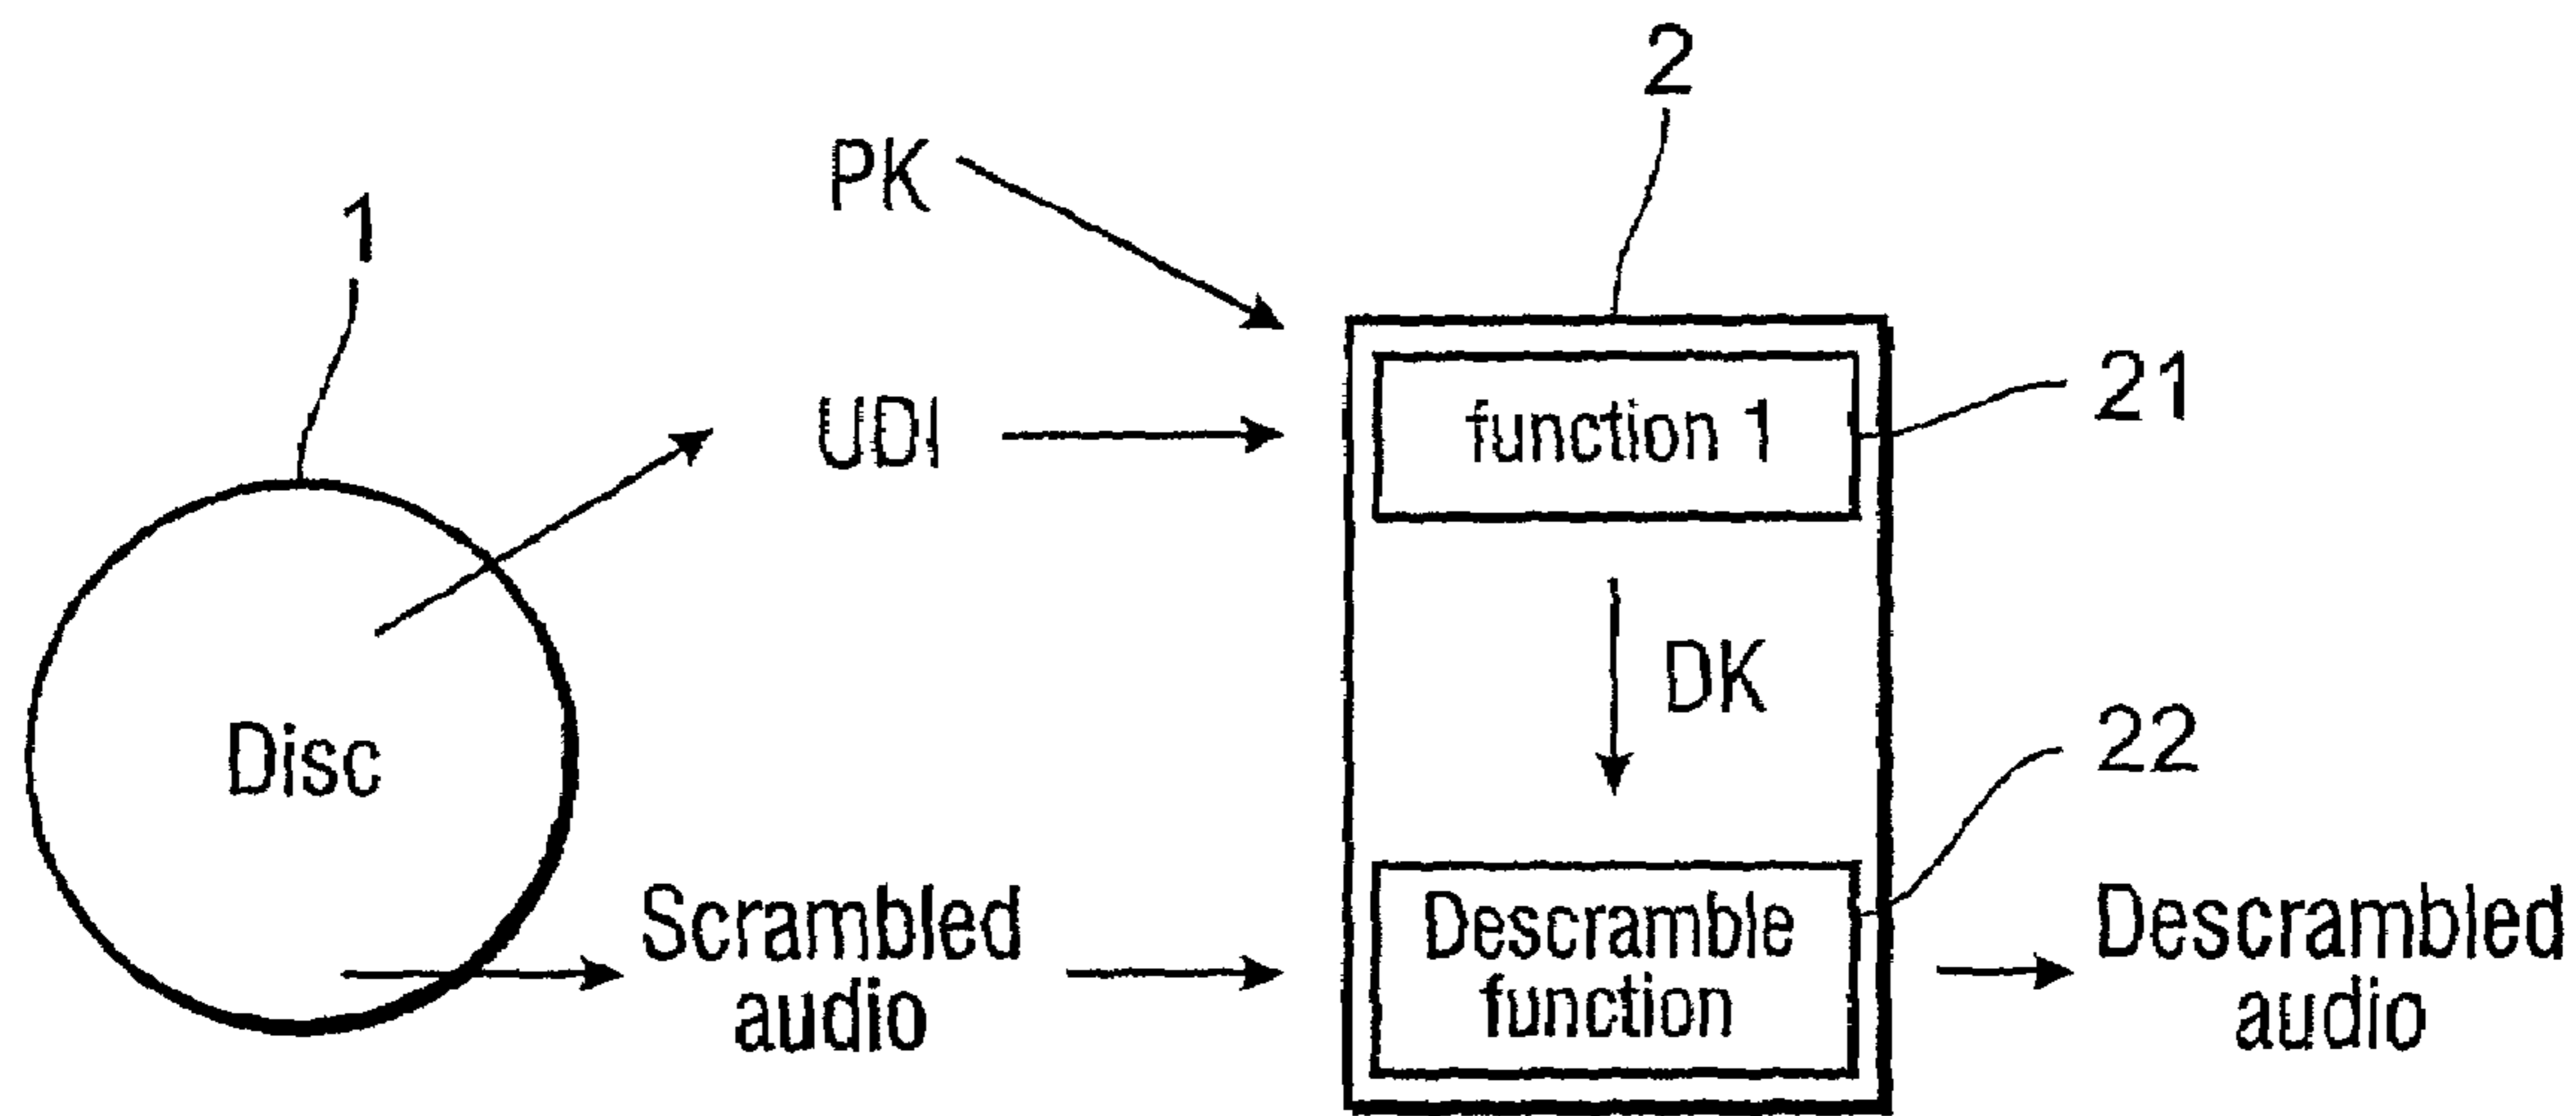 2
PK
1
UDI
function 1
21
DK
Disc
22
Scrambled
audio
Descramble
function
Descrambled
audio